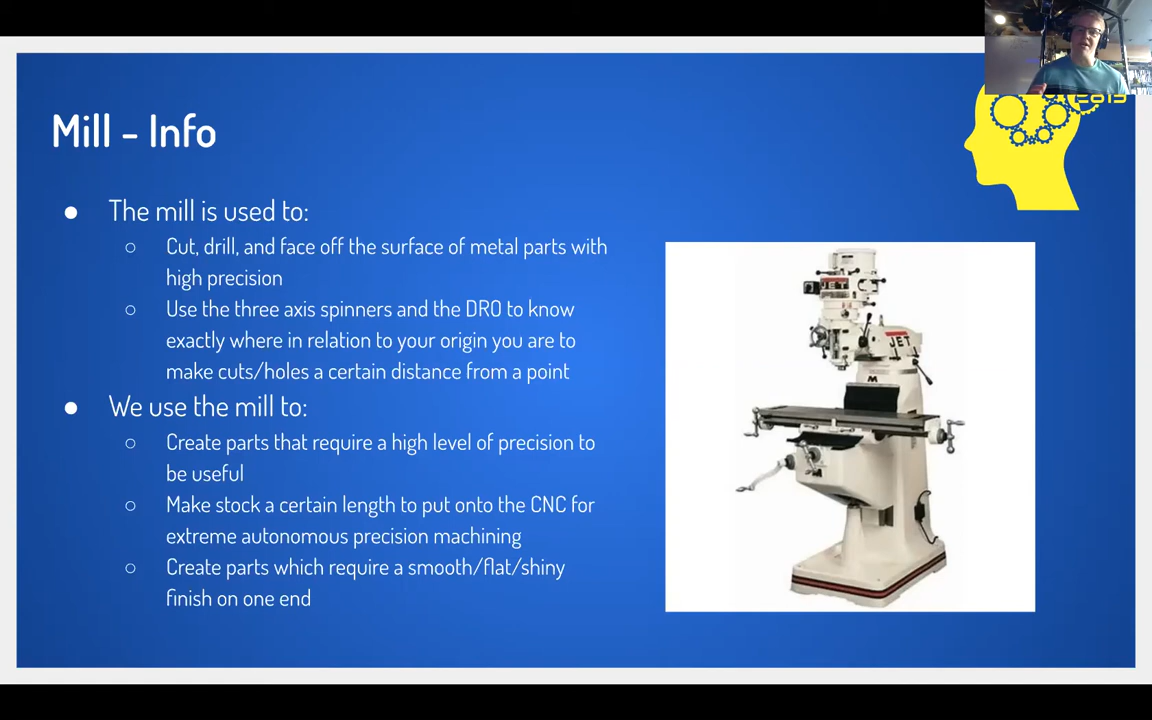 2813
Mill - Info
● The mill is used to:
○ Cut, drill, and face off the surface of metal parts with
high precision
○ Use the three axis spinners and the DRO to know
exactly where in relation to your origin you are to
make cuts/holes a certain distance from a point
● We use the mill to:
○ Create parts that require a high level of precision to
be useful
○ Make stock a certain length to put onto the CNC for
extreme autonomous precision machining
○ Create parts which require a smooth/flat/shiny
finish on one end
JET
JET